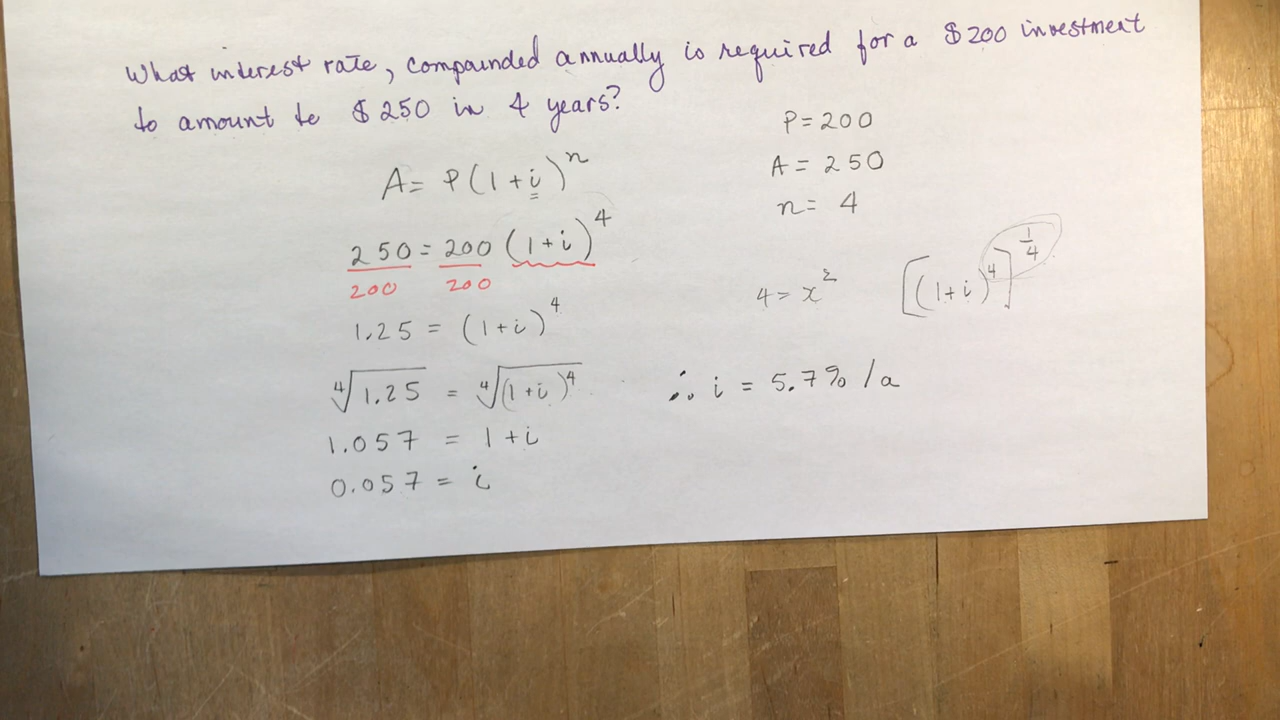 What interest rate, compounded annually is required for a $200 investment
to amount to $250 in 4 years?
P = 200
A = P(1+i)^n
A = 250
n = 4
250 = 200 (1+i)^4
200 200
4 = x^2 [(1+i)^4]^1/4
1.25 = (1+i)^4
⁴√1.25 = ⁴√(1+i)^4
∴ i = 5.7% /a
1.057 = 1+i
0.057 = i